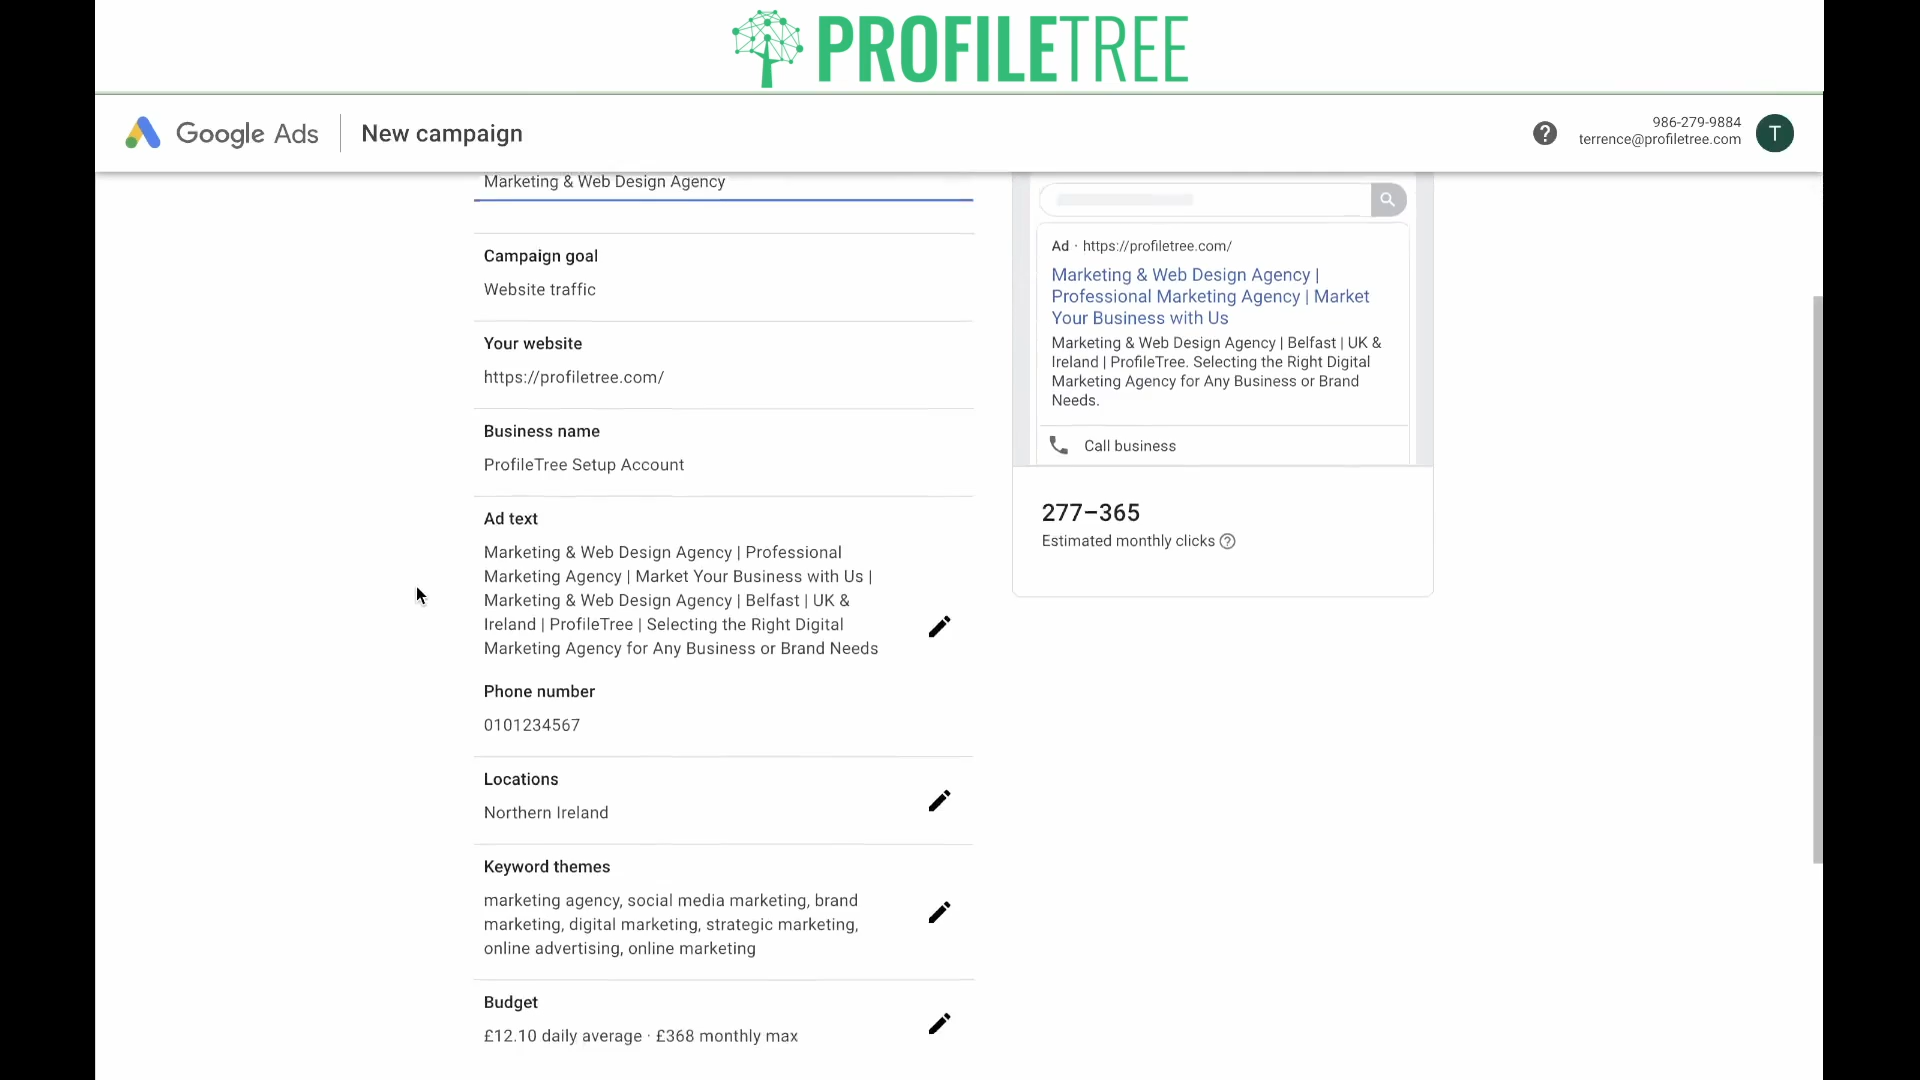 PROFILETREE
Google Ads
New campaign
986-279-9884
terrence@profiletree.com
T
Marketing & Web Design Agency
Campaign goal
Website traffic
Your website
https://profiletree.com/
Business name
ProfileTree Setup Account
Ad text
Marketing & Web Design Agency | Professional
Marketing Agency | Market Your Business with Us |
Marketing & Web Design Agency | Belfast | UK &
Ireland | ProfileTree | Selecting the Right Digital
Marketing Agency for Any Business or Brand Needs
Phone number
0101234567
Locations
Northern Ireland
Keyword themes
marketing agency, social media marketing, brand
marketing, digital marketing, strategic marketing,
online advertising, online marketing
Budget
£12.10 daily average · £368 monthly max
Ad · https://profiletree.com/
Marketing & Web Design Agency |
Professional Marketing Agency | Market
Your Business with Us
Marketing & Web Design Agency | Belfast | UK &
Ireland | ProfileTree. Selecting the Right Digital
Marketing Agency for Any Business or Brand
Needs.
Call business
277–365
Estimated monthly clicks